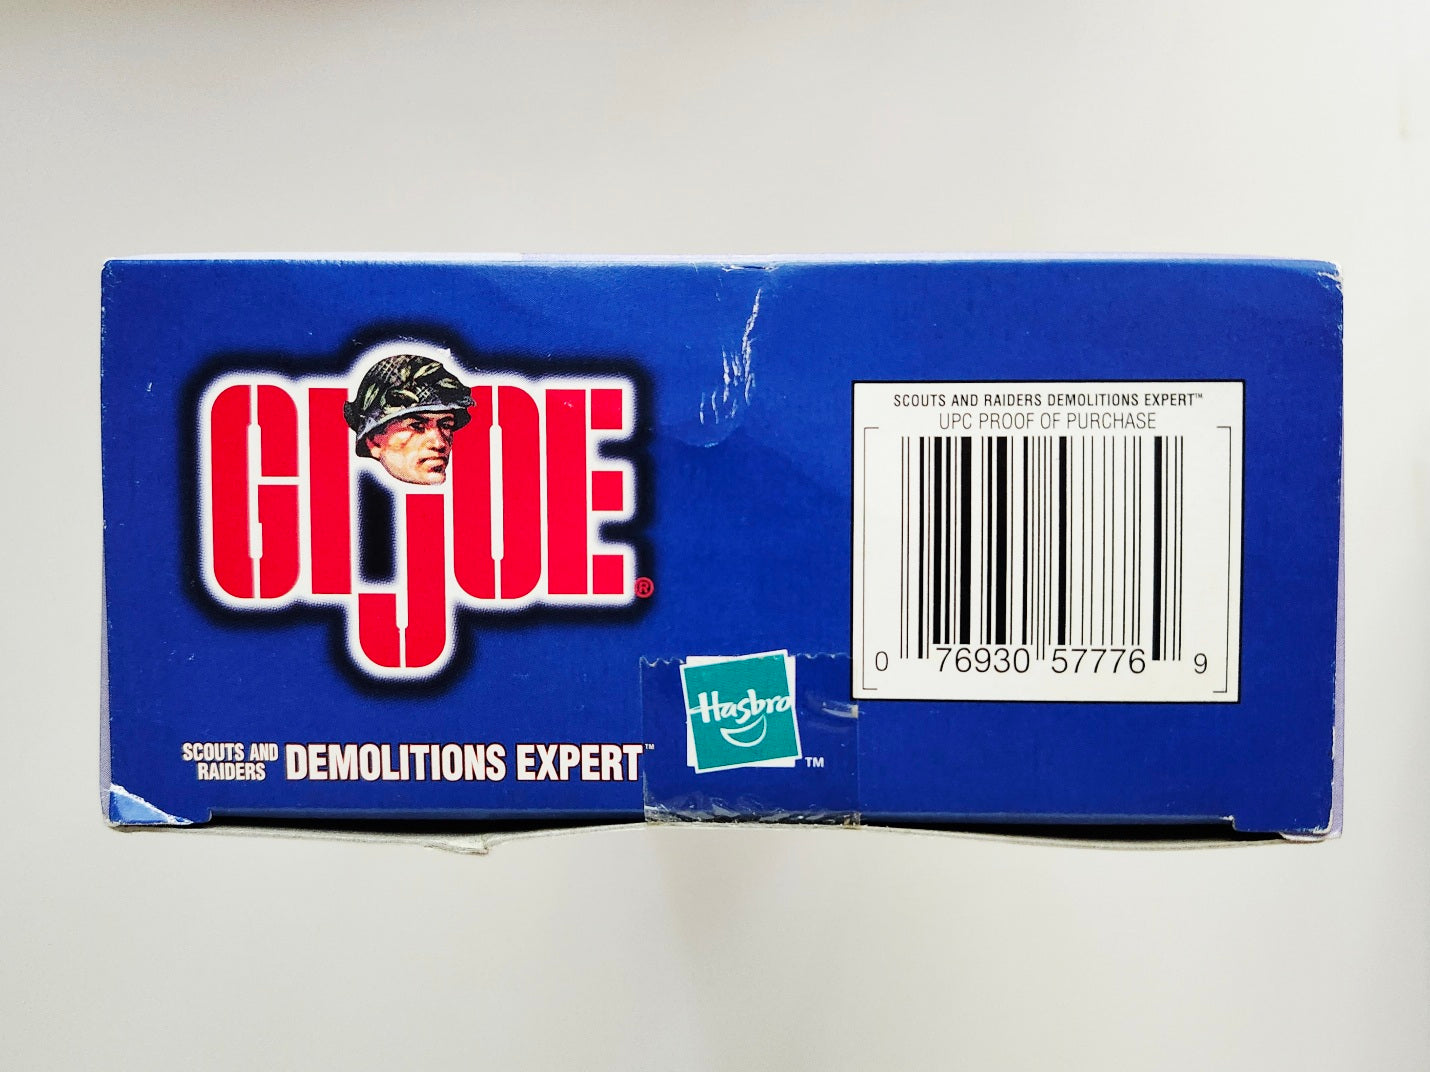 GI JOE®
SCOUTS AND
RAIDERS
DEMOLITIONS EXPERT™
Hasbro
TM
SCOUTS AND RAIDERS DEMOLITIONS EXPERT™
UPC PROOF OF PURCHASE
0 76930 57776 9